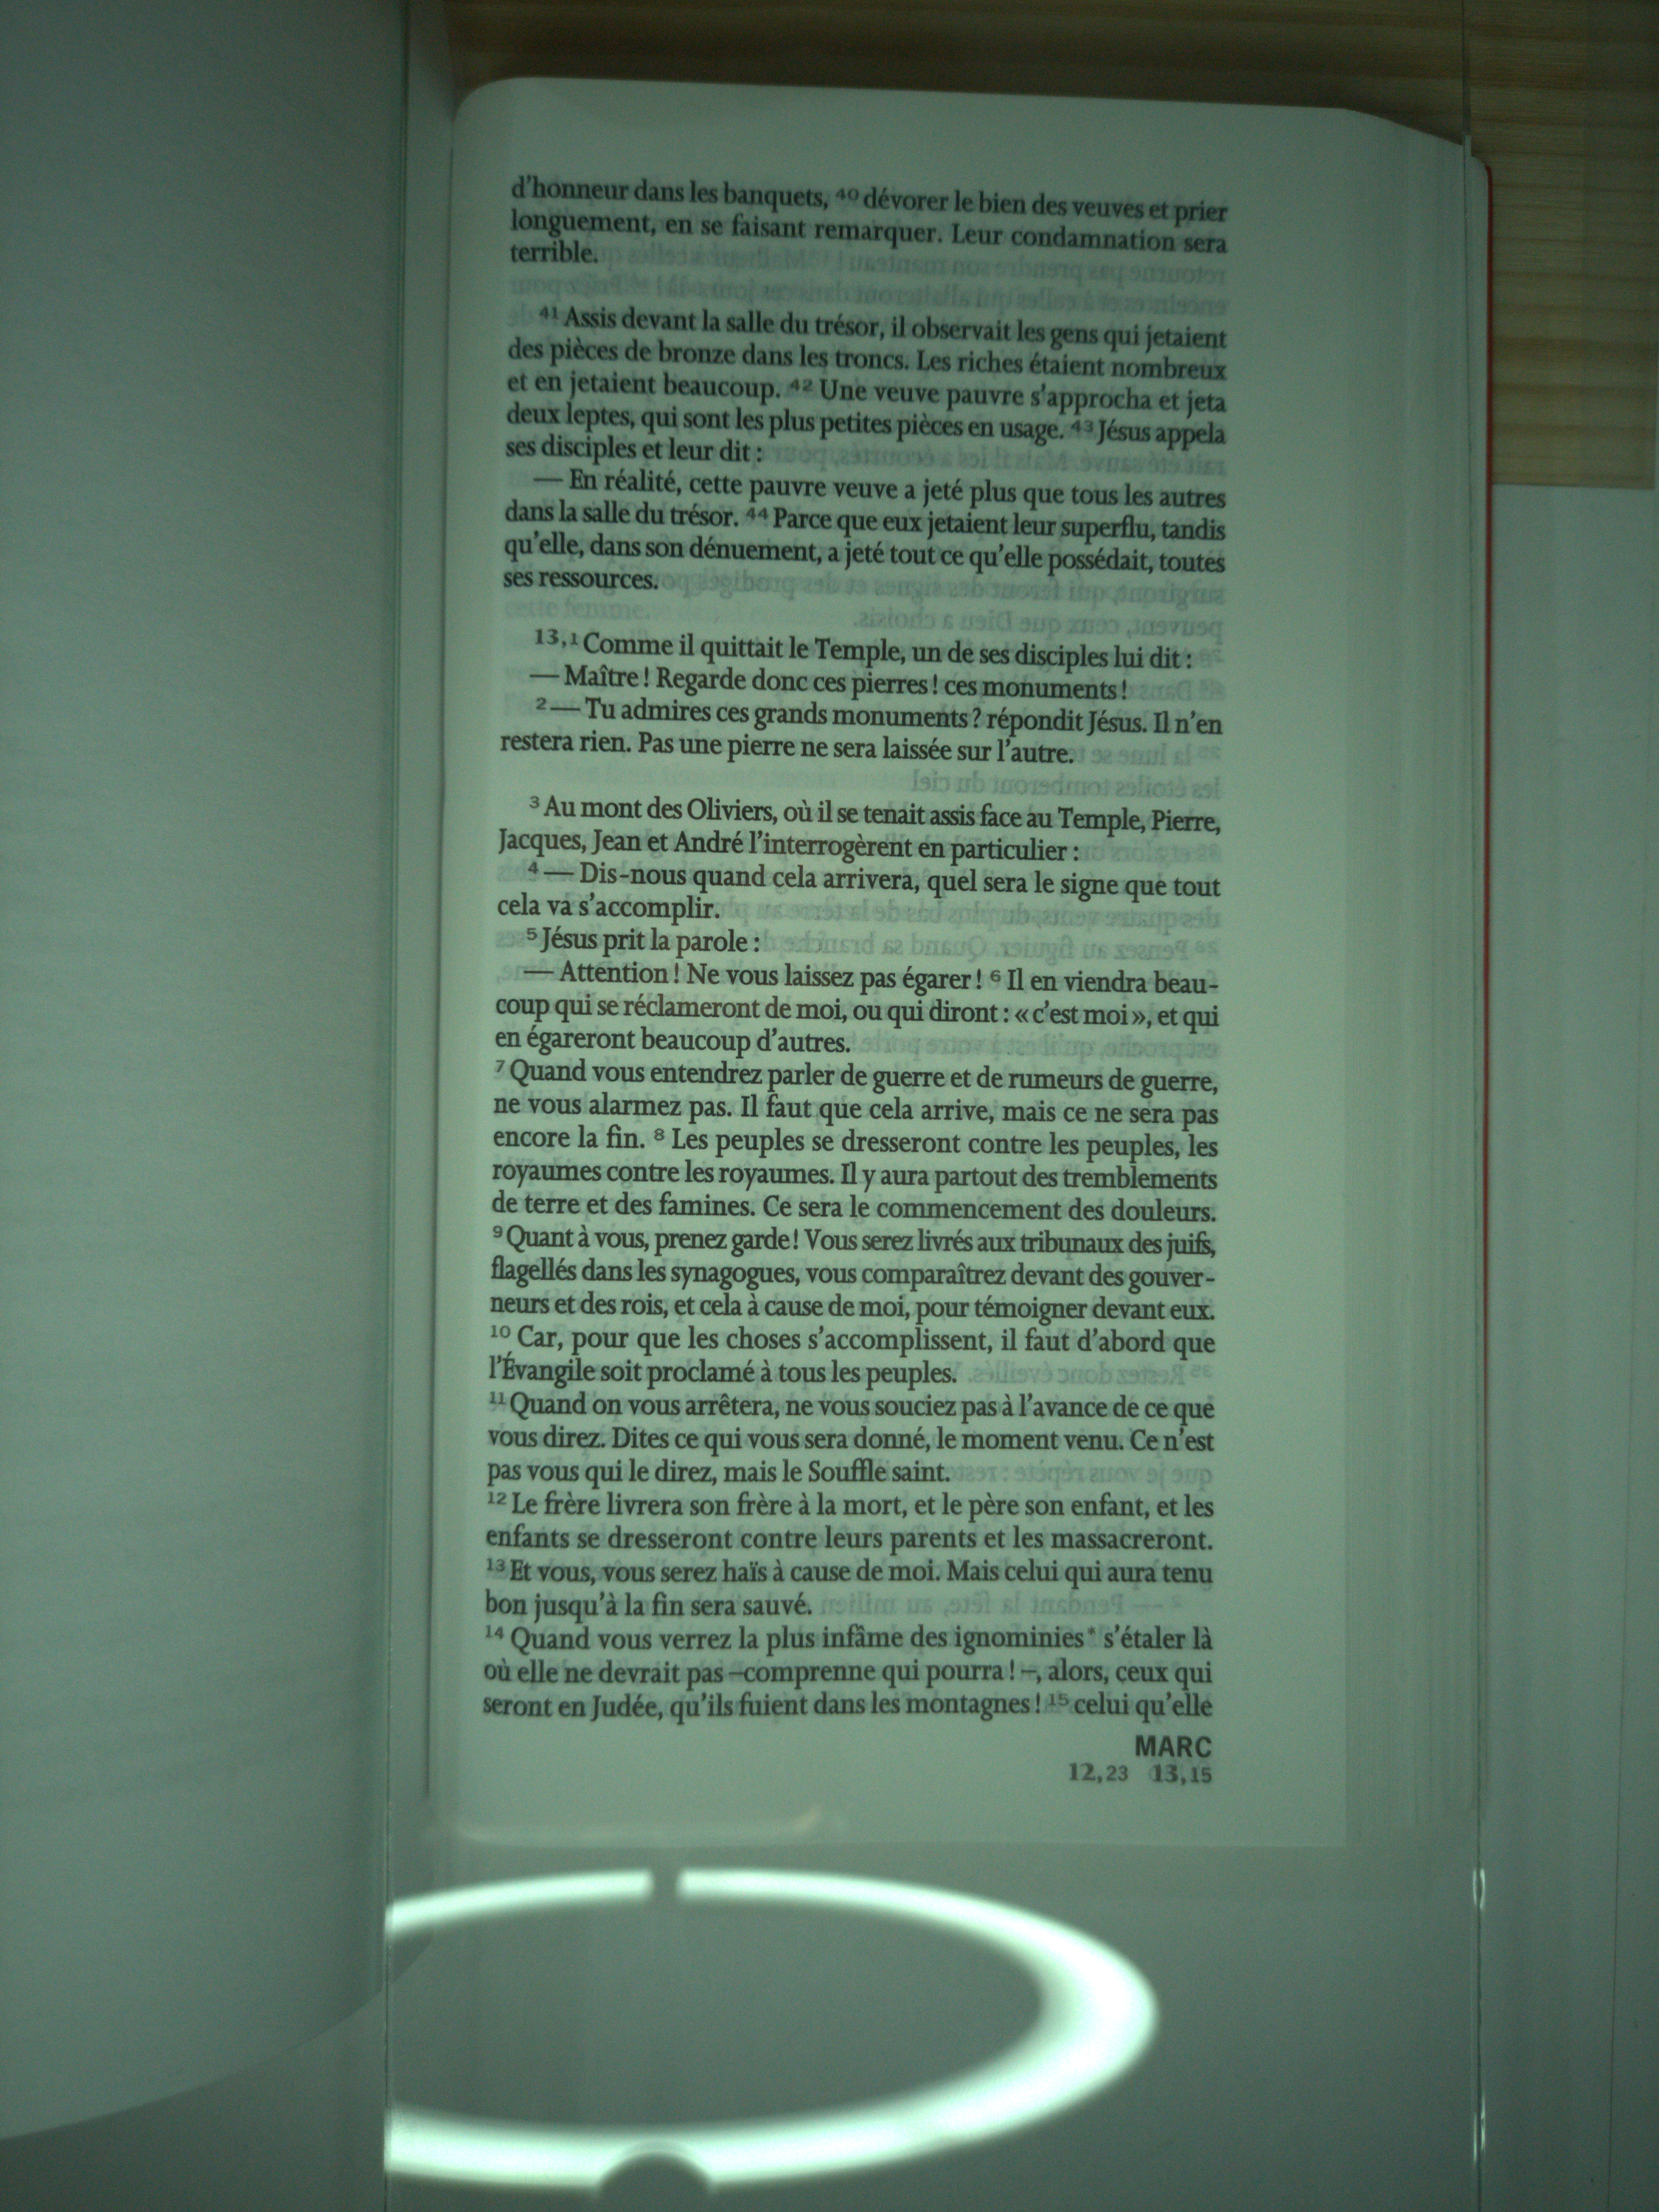 d'honneur dans les banquets, ⁴⁰ dévorer le bien des veuves et prier
longuement, en se faisant remarquer. Leur condamnation sera
terrible.
⁴¹ Assis devant la salle du trésor, il observait les gens qui jetaient
des pièces de bronze dans les troncs. Les riches étaient nombreux
et en jetaient beaucoup. ⁴² Une veuve pauvre s'approcha et jeta
deux leptes, qui sont les plus petites pièces en usage. ⁴³ Jésus appela
ses disciples et leur dit :
— En réalité, cette pauvre veuve a jeté plus que tous les autres
dans la salle du trésor. ⁴⁴ Parce que eux jetaient leur superflu, tandis
qu'elle, dans son dénuement, a jeté tout ce qu'elle possédait, toutes
ses ressources.
13,1 Comme il quittait le Temple, un de ses disciples lui dit :
— Maître ! Regarde donc ces pierres ! ces monuments !
² — Tu admires ces grands monuments ? répondit Jésus. Il n'en
restera rien. Pas une pierre ne sera laissée sur l'autre.
³ Au mont des Oliviers, où il se tenait assis face au Temple, Pierre,
Jacques, Jean et André l'interrogèrent en particulier :
⁴ — Dis-nous quand cela arrivera, quel sera le signe que tout
cela va s'accomplir.
⁵ Jésus prit la parole :
— Attention ! Ne vous laissez pas égarer ! ⁶ Il en viendra beau-
coup qui se réclameront de moi, ou qui diront : « c'est moi », et qui
en égareront beaucoup d'autres.
⁷ Quand vous entendrez parler de guerre et de rumeurs de guerre,
ne vous alarmez pas. Il faut que cela arrive, mais ce ne sera pas
encore la fin. ⁸ Les peuples se dresseront contre les peuples, les
royaumes contre les royaumes. Il y aura partout des tremblements
de terre et des famines. Ce sera le commencement des douleurs.
⁹ Quant à vous, prenez garde ! Vous serez livrés aux tribunaux des juifs,
flagellés dans les synagogues, vous comparaîtrez devant des gouver-
neurs et des rois, et cela à cause de moi, pour témoigner devant eux.
¹⁰ Car, pour que les choses s'accomplissent, il faut d'abord que
l'Évangile soit proclamé à tous les peuples.
¹¹ Quand on vous arrêtera, ne vous souciez pas à l'avance de ce que
vous direz. Dites ce qui vous sera donné, le moment venu. Ce n'est
pas vous qui le direz, mais le Souffle saint.
¹² Le frère livrera son frère à la mort, et le père son enfant, et les
enfants se dresseront contre leurs parents et les massacreront.
¹³ Et vous, vous serez haïs à cause de moi. Mais celui qui aura tenu
bon jusqu'à la fin sera sauvé.
¹⁴ Quand vous verrez la plus infâme des ignominies* s'étaler là
où elle ne devrait pas –comprenne qui pourra ! –, alors, ceux qui
seront en Judée, qu'ils fuient dans les montagnes ! ¹⁵ celui qu'elle
MARC
12,23 13,15